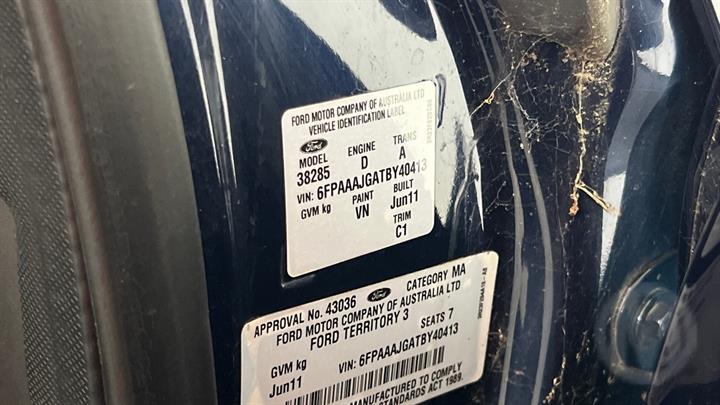 FORD MOTOR COMPANY OF AUSTRALIA LTD
VEHICLE IDENTIFICATION LABEL
Ford
MODEL ENGINE TRANS
38285 D A
VIN: 6FPAAAJGATBY40413
GVM kg PAINT BUILT
VN Jun11
TRIM
C1
APPROVAL No. 43036 Ford CATEGORY MA
FORD MOTOR COMPANY OF AUSTRALIA LTD
FORD TERRITORY 3
GVM kg SEATS 7
Jun11 VIN: 6FPAAAJGATBY40413
MANUFACTURED TO COMPLY
STANDARDS ACT 1989.